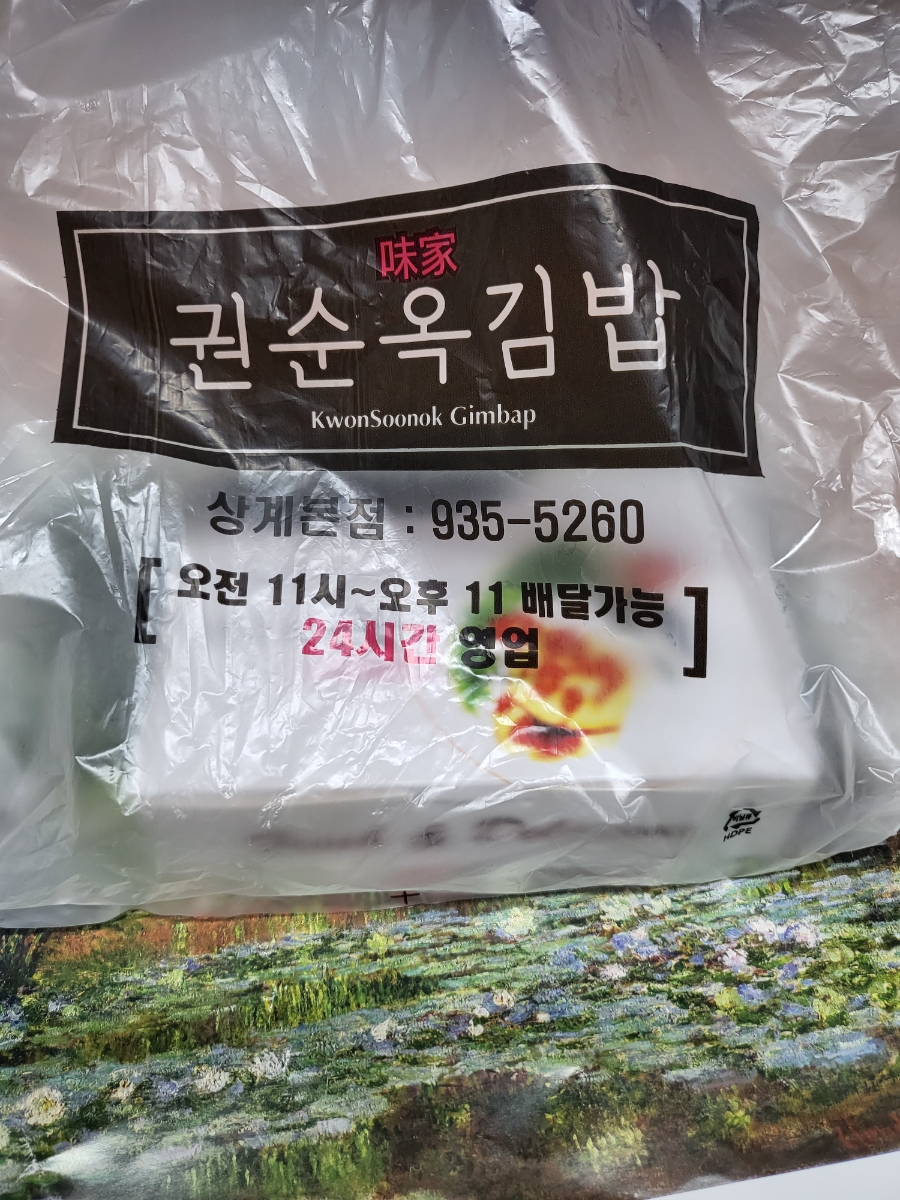 味家
권순옥김밥
KwonSoonok Gimbap
상계본점 : 935-5260
[ 오전 11시~오후 11 배달가능 ]
24시간 영업
HDPE